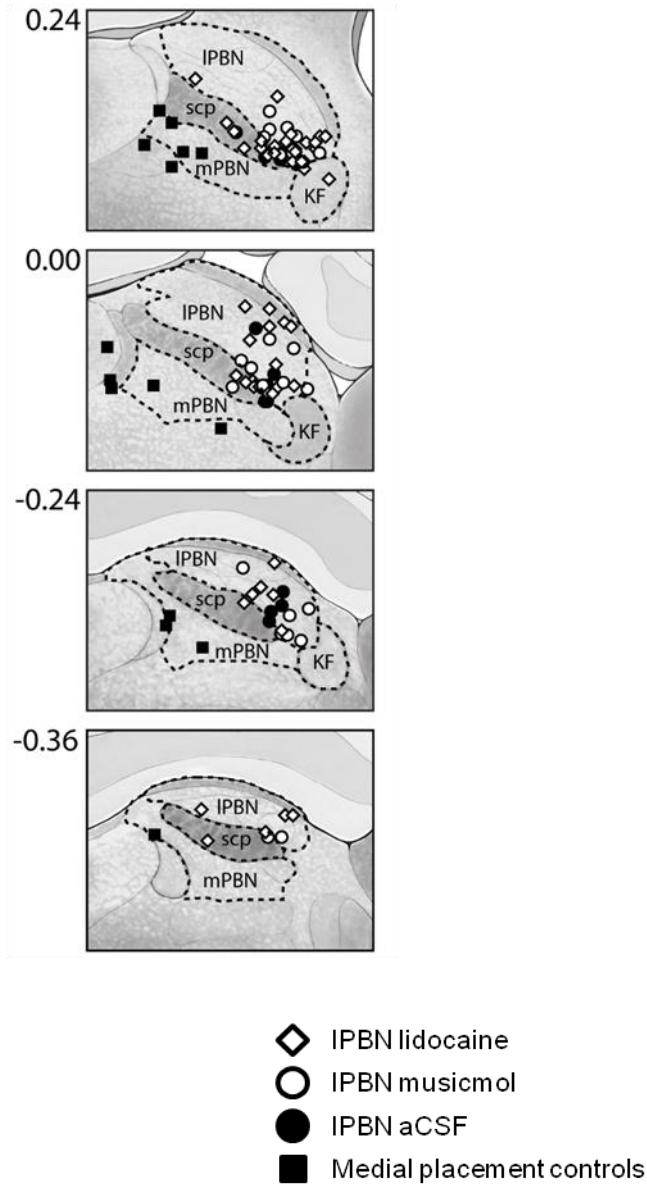 0.24
lPBN
scp
mPBN
KF
0.00
lPBN
scp
mPBN
KF
-0.24
lPBN
scp
mPBN
KF
-0.36
lPBN
scp
mPBN
lPBN lidocaine
lPBN musicmol
lPBN aCSF
Medial placement controls